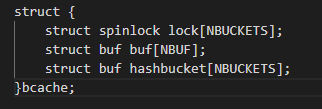 struct {
    struct spinlock lock[NBUCKETS];
    struct buf buf[NBUF];
    struct buf hashbucket[NBUCKETS];
}bcache;